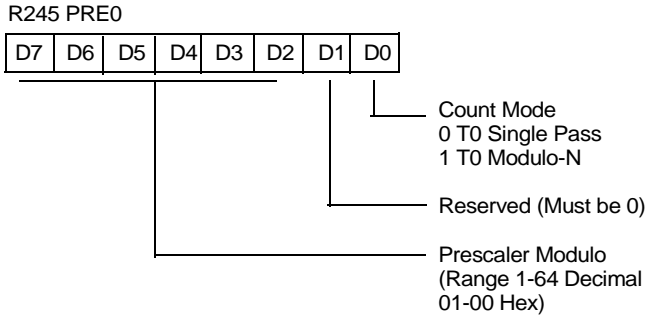 R245 PRE0
D7 D6 D5 D4 D3 D2 D1 D0
Count Mode
0 T0 Single Pass
1 T0 Modulo-N
Reserved (Must be 0)
Prescaler Modulo
(Range 1-64 Decimal
01-00 Hex)